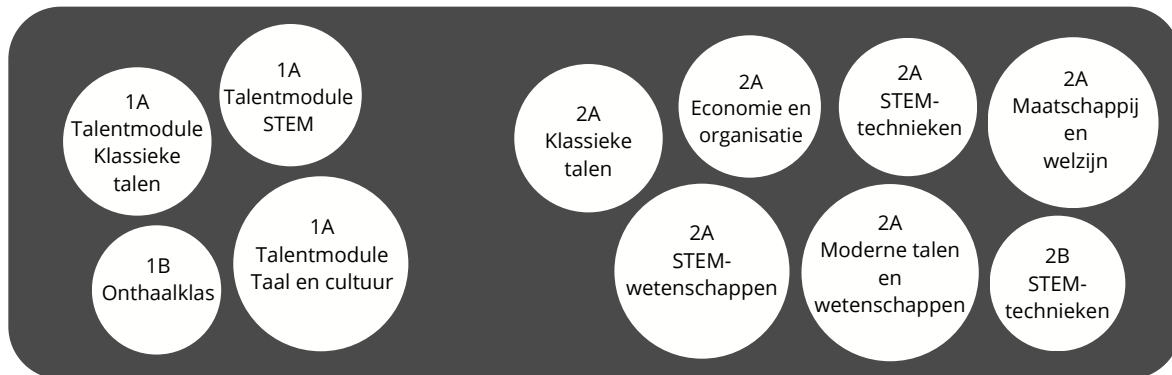 1A
Talentmodule
Klassieke
talen
1A
Talentmodule
STEM
1B
Onthaalklas
1A
Talentmodule
Taal en cultuur
2A
Klassieke
talen
2A
Economie en
organisatie
2A
STEM-
technieken
2A
Maatschappij
en
welzijn
2A
STEM-
wetenschappen
2A
Moderne talen
en
wetenschappen
2B
STEM-
technieken